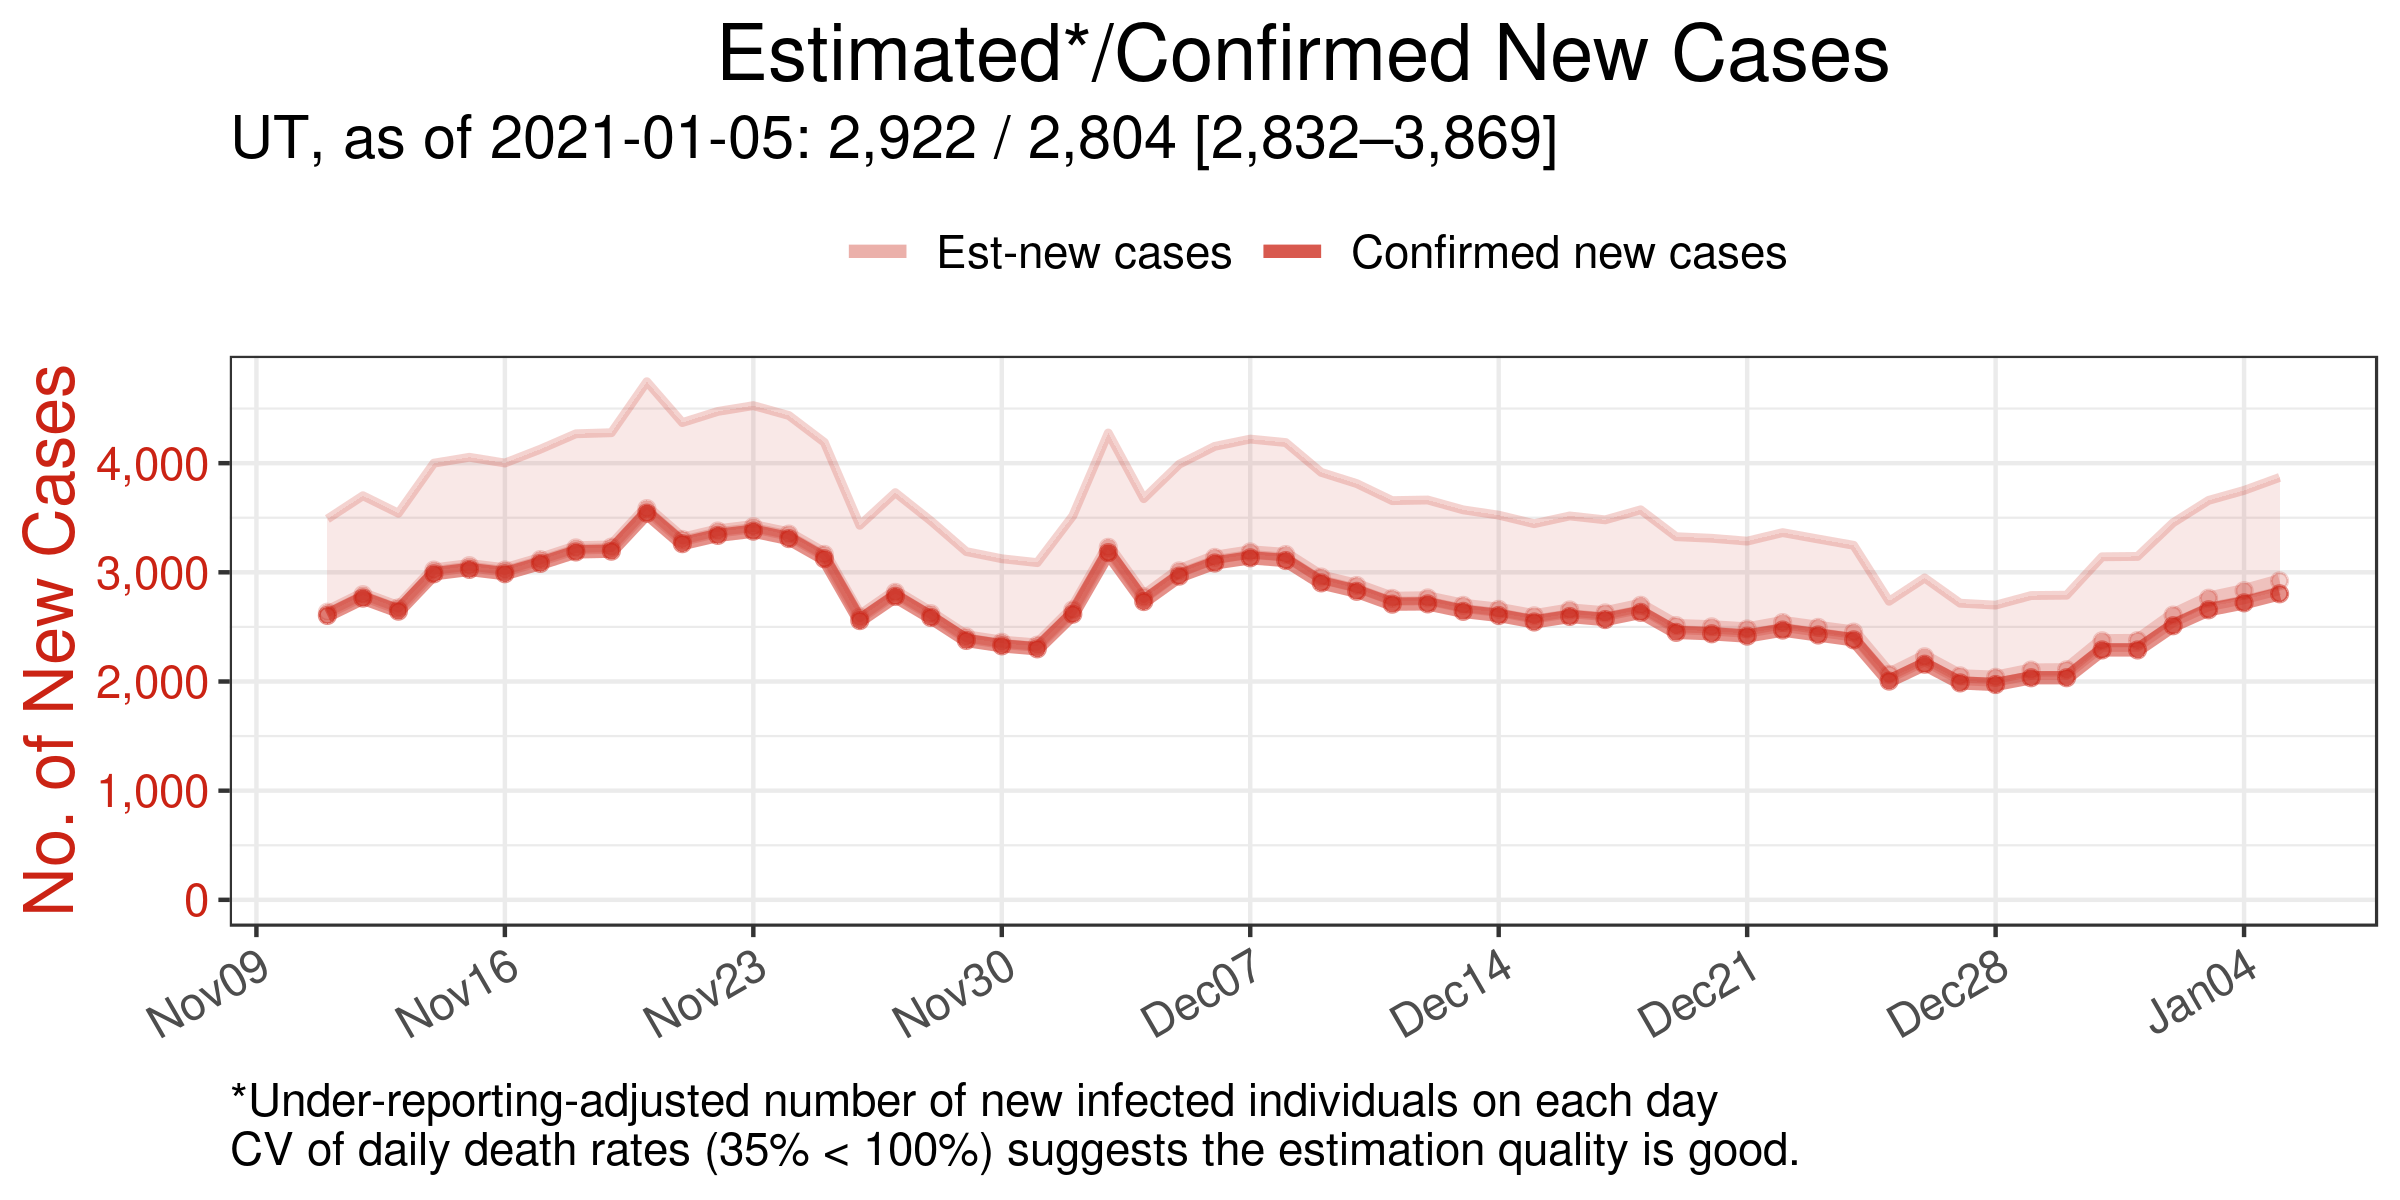 Estimated*/Confirmed New Cases
UT, as of 2021-01-05: 2,922 / 2,804 [2,832–3,869]
Est-new cases
Confirmed new cases
No. of New Cases
4,000
3,000
2,000
1,000
0
Nov09
Nov16
Nov23
Nov30
Dec07
Dec14
Dec21
Dec28
Jan04
*Under-reporting-adjusted number of new infected individuals on each day
CV of daily death rates (35% < 100%) suggests the estimation quality is good.